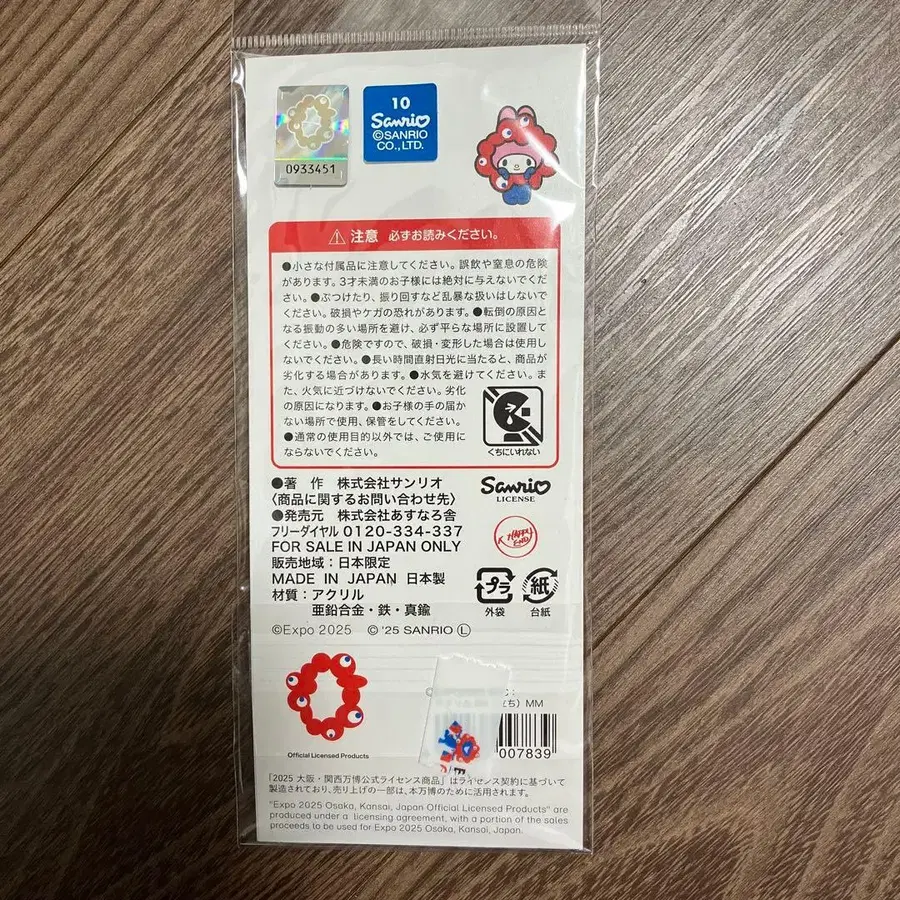 0933451
10
Sanrio
©SANRIO
CO.,LTD.
⚠注意 必ずお読みください。
●小さな付属品に注意してください。誤飲や窒息の危険
があります。3才未満のお子様には絶対に与えないでくだ
さい。●ぶつけたり、振り回すなど乱暴な扱いはしないで
ください。破損やケガの恐れがあります。●転倒の原因と
なる振動の多い場所を避け、必ず平らな場所に設置して
ください。●危険ですので、破損・変形した場合は使用し
ないでください。●長い時間直射日光に当たると、商品が
劣化する場合があります。●水気を避けてください。ま
た、火気に近づけないでください。劣化
の原因になります。●お子様の手の届か
ない場所で使用、保管をしてください。
●通常の使用目的以外では、ご使用に
ならないでください。
くちにいれない
●著 作 株式会社サンリオ
〈商品に関するお問い合わせ先〉
●発売元 株式会社あすなろ舎
フリーダイヤル 0120-334-337
FOR SALE IN JAPAN ONLY
販売地域：日本限定
MADE IN JAPAN 日本製
材質：アクリル
亜鉛合金・鉄・真鍮
©Expo 2025 © '25 SANRIO Ⓛ
Sanrio
LICENSE
HAPPY
END
プラ
外袋
紙
台紙
Official Licensed Products
ち) MM
007839
「2025 大阪・関西万博公式ライセンス商品」はライセンス契約に基づいて
製造されており、売り上げの一部は、本万博のために活用されます。
"Expo 2025 Osaka, Kansai, Japan Official Licensed Products" are
produced under a licensing agreement, with a portion of the sales
proceeds to be used for Expo 2025 Osaka, Kansai, Japan.